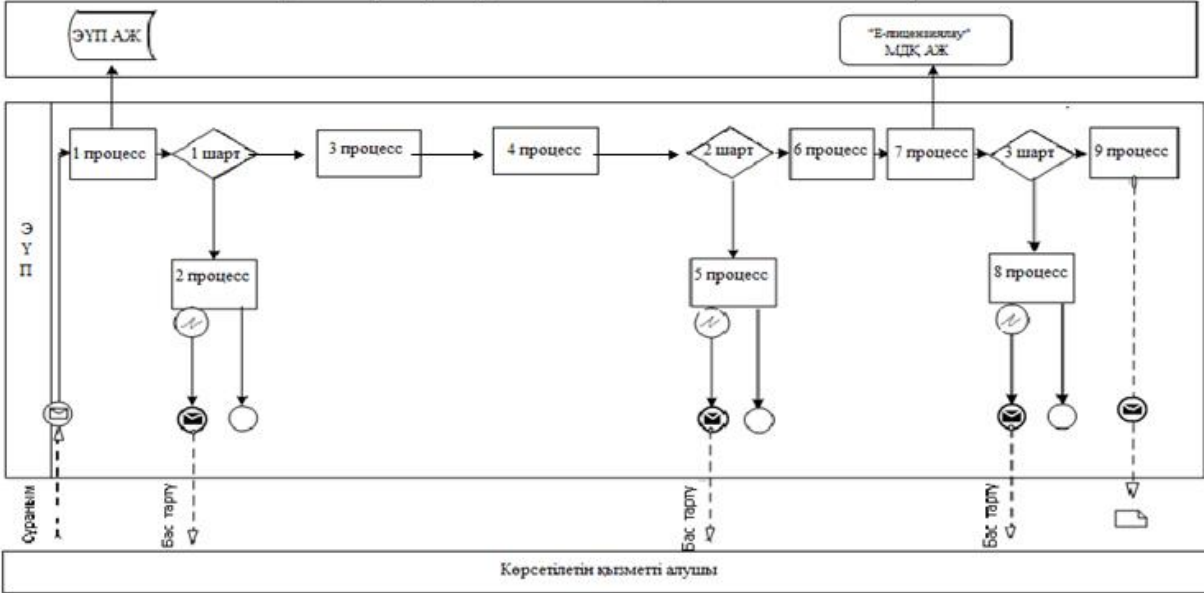 ЭҮП АЖ
"Е-лицензиялау"
МДҚ АЖ
1 процесс
1 шарт
3 процесс
4 процесс
2 шарт
6 процесс
7 процесс
3 шарт
9 процесс
Э
Ү
П
2 процесс
5 процесс
8 процесс
Сұраным
Бас тарту
Бас тарту
Бас тарту
Көрсетілетін қызметті алушы